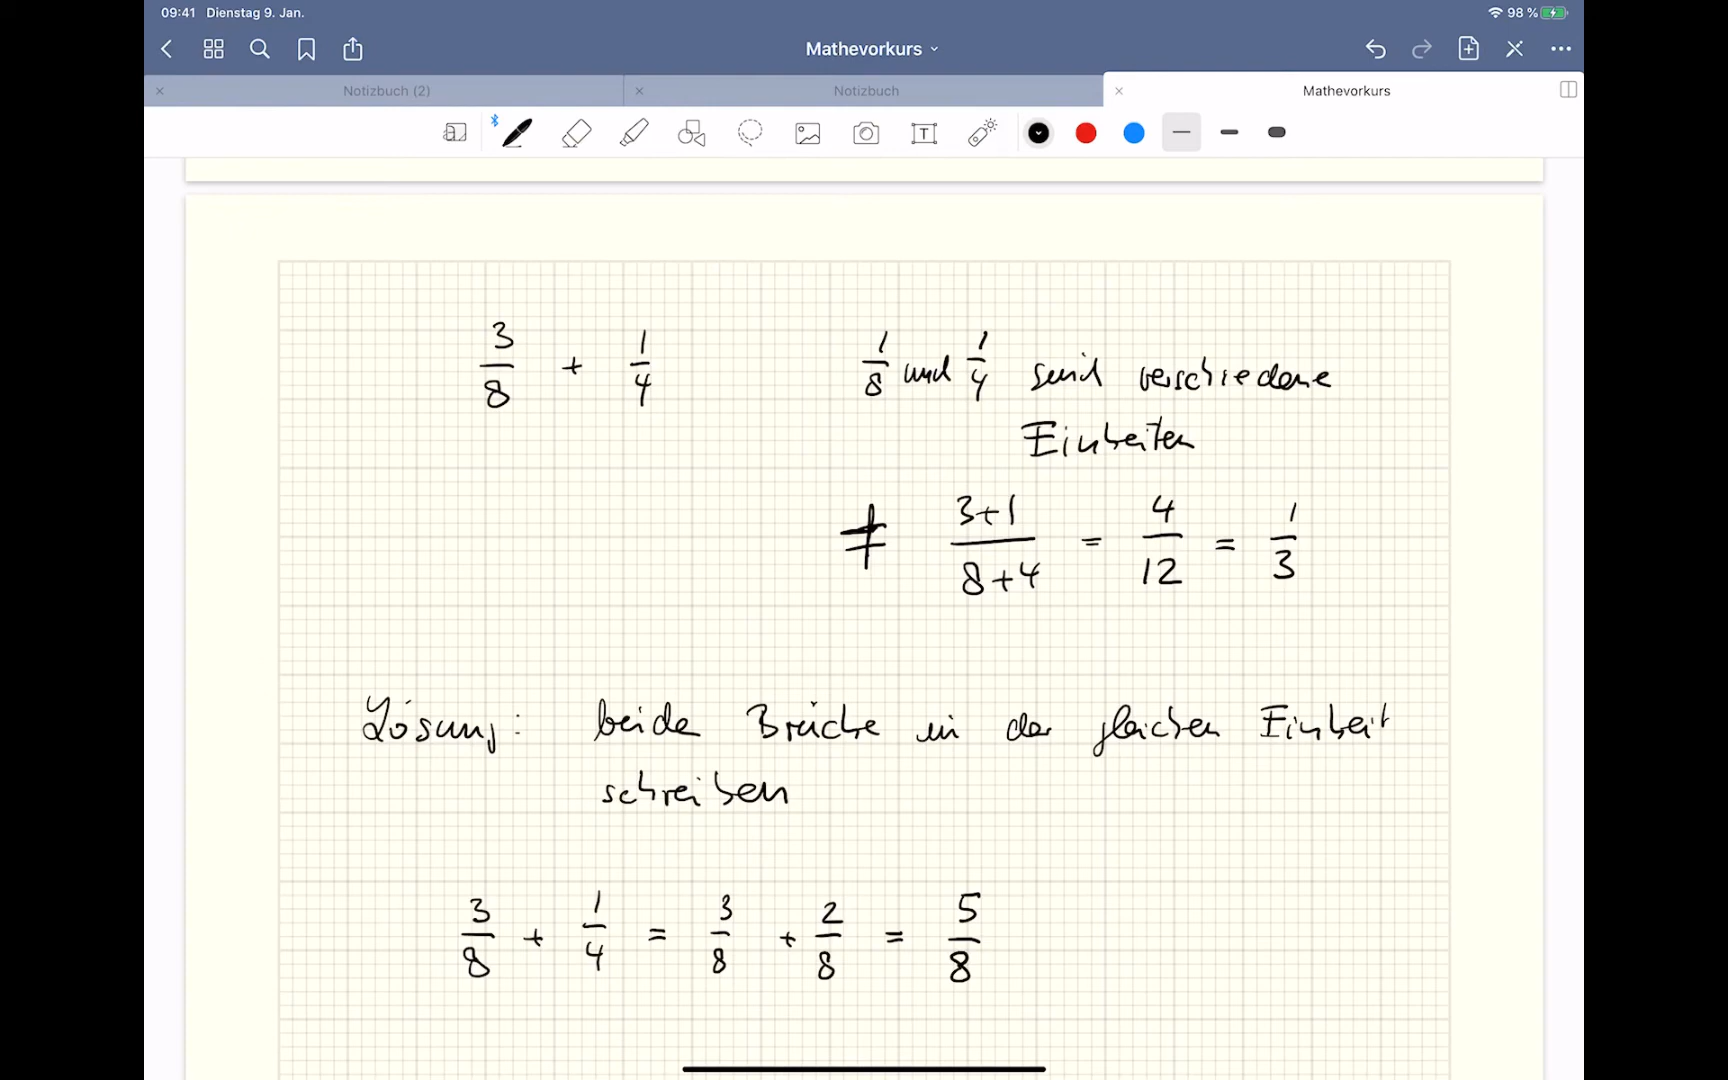 09:41 Dienstag 9. Jan. 98 %
Mathevorkurs
Notizbuch (2) Notizbuch Mathevorkurs
3/8 + 1/4 1/8 und 1/4 sind verschiedene
Einheiten
≠ (3+1)/(8+4) = 4/12 = 1/3
Lösung: beide Brüche in der gleichen Einheit
schreiben
3/8 + 1/4 = 3/8 + 2/8 = 5/8